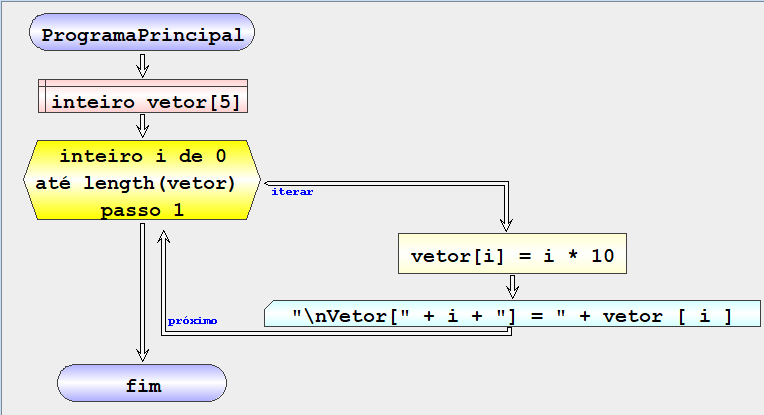 ProgramaPrincipal
inteiro vetor[5]
inteiro i de 0
até length(vetor)
passo 1
iterar
vetor[i] = i * 10
"\nVetor[" + i + "] = " + vetor [ i ]
próximo
fim